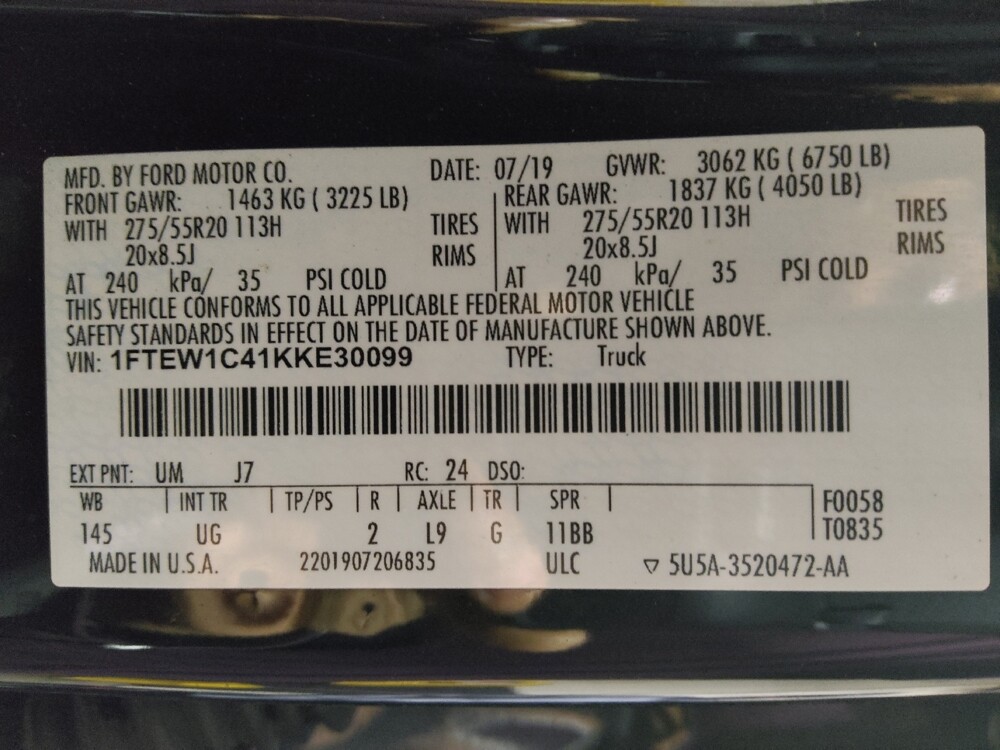 MFD. BY FORD MOTOR CO. DATE: 07/19 GVWR: 3062 KG ( 6750 LB)
FRONT GAWR: 1463 KG ( 3225 LB) REAR GAWR: 1837 KG ( 4050 LB)
WITH 275/55R20 113H TIRES WITH 275/55R20 113H TIRES
20x8.5J RIMS 20x8.5J RIMS
AT 240 kPa/ 35 PSI COLD AT 240 kPa/ 35 PSI COLD
THIS VEHICLE CONFORMS TO ALL APPLICABLE FEDERAL MOTOR VEHICLE
SAFETY STANDARDS IN EFFECT ON THE DATE OF MANUFACTURE SHOWN ABOVE.
VIN: 1FTEW1C41KKE30099 TYPE: Truck
EXT PNT: UM J7 RC: 24 DSO:
WB INT TR TP/PS R AXLE TR SPR F0058
145 UG 2 L9 G 11BB T0835
MADE IN U.S.A. 2201907206835 ULC ▽ 5U5A-3520472-AA